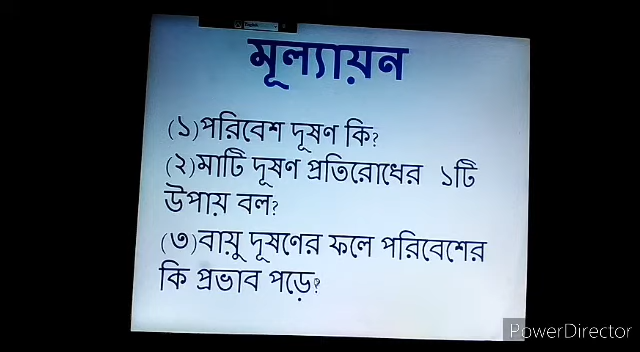 মূল্যায়ন
(১)পরিবেশ দূষণ কি?
(২)মাটি দূষণ প্রতিরোধের ১টি
উপায় বল?
(৩)বায়ু দূষণের ফলে পরিবেশের
কি প্রভাব পড়ে?
PowerDirector